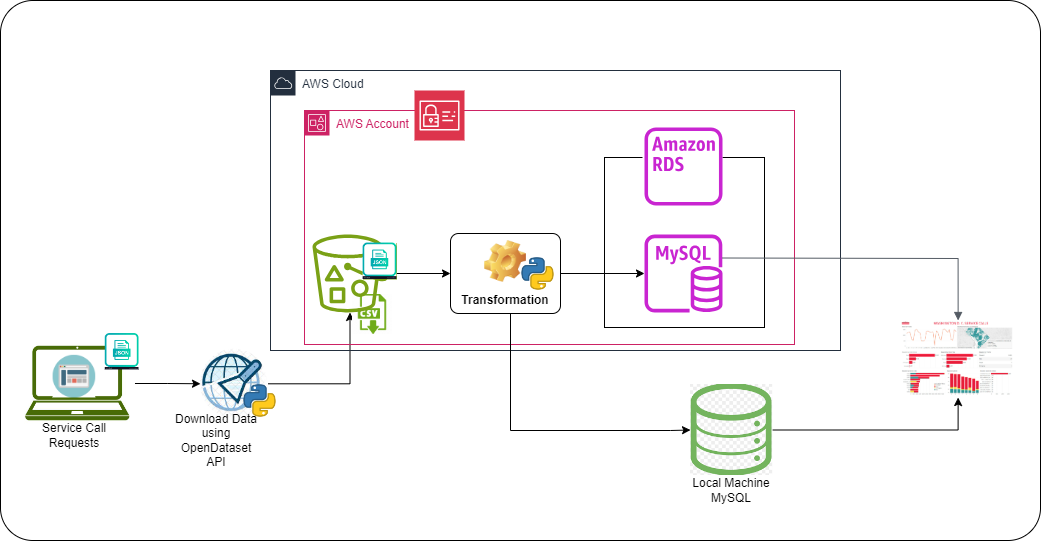 AWS Cloud
AWS Account
Amazon
RDS
JSON
MySQL
CSV
Transformation
JSON
Service Call
Requests
Download Data
using
OpenDataset
API
Local Machine
MySQL